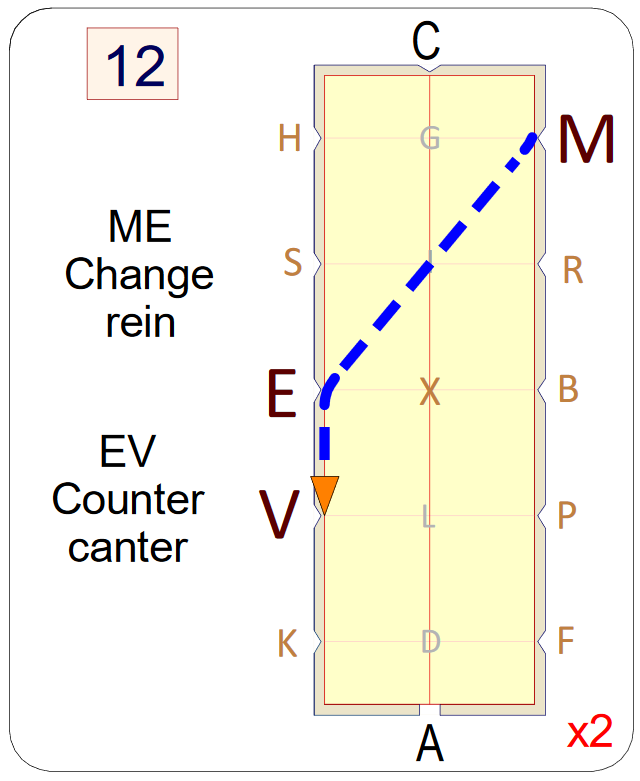 12
C
H G M
ME
Change
rein
S I R
E X B
EV
Counter
canter
V L P
K D F
A
x2